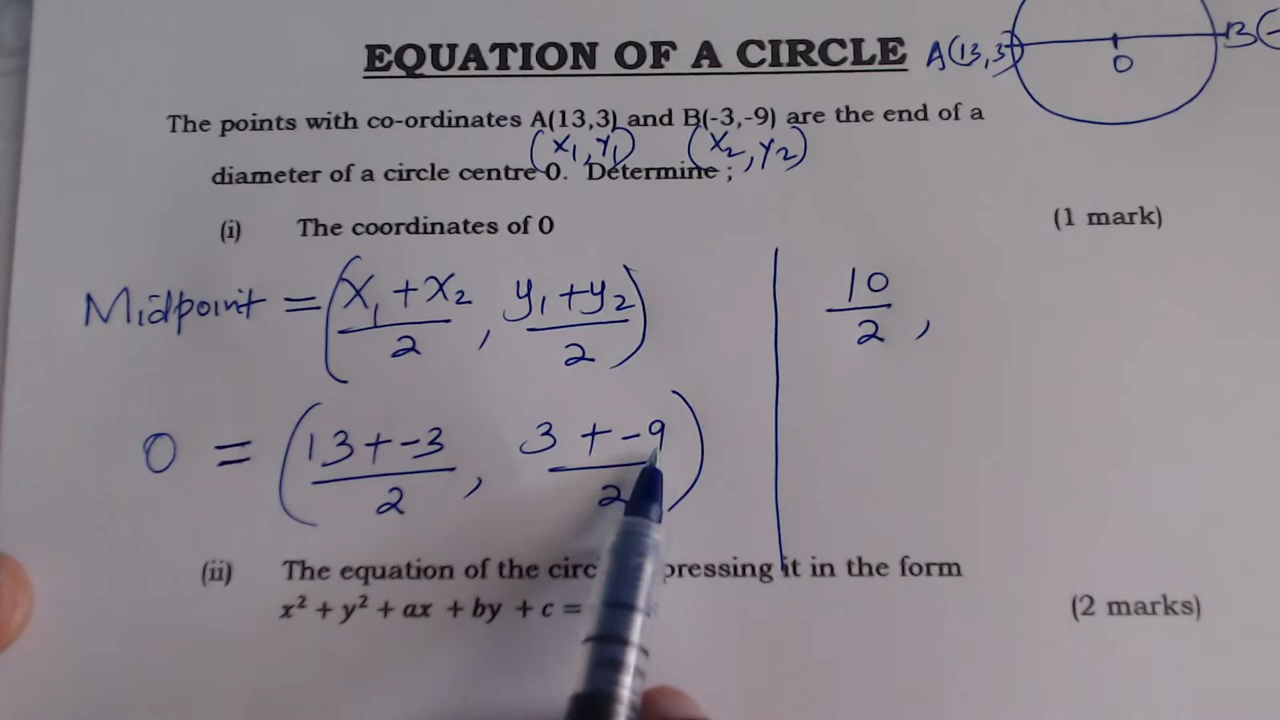 EQUATION OF A CIRCLE
A(13,3)
B(-
O
The points with co-ordinates A(13,3) and B(-3,-9) are the end of a
(x₁,y₁) (x₂,y₂)
diameter of a circle centre 0. Determine ;
(i) The coordinates of 0 (1 mark)
Midpoint = (x₁+x₂/2, y₁+y₂/2)
10/2,
O = (13+-3/2, 3+-9/2)
(ii) The equation of the circ pressing it in the form
x² + y² + ax + by + c = (2 marks)